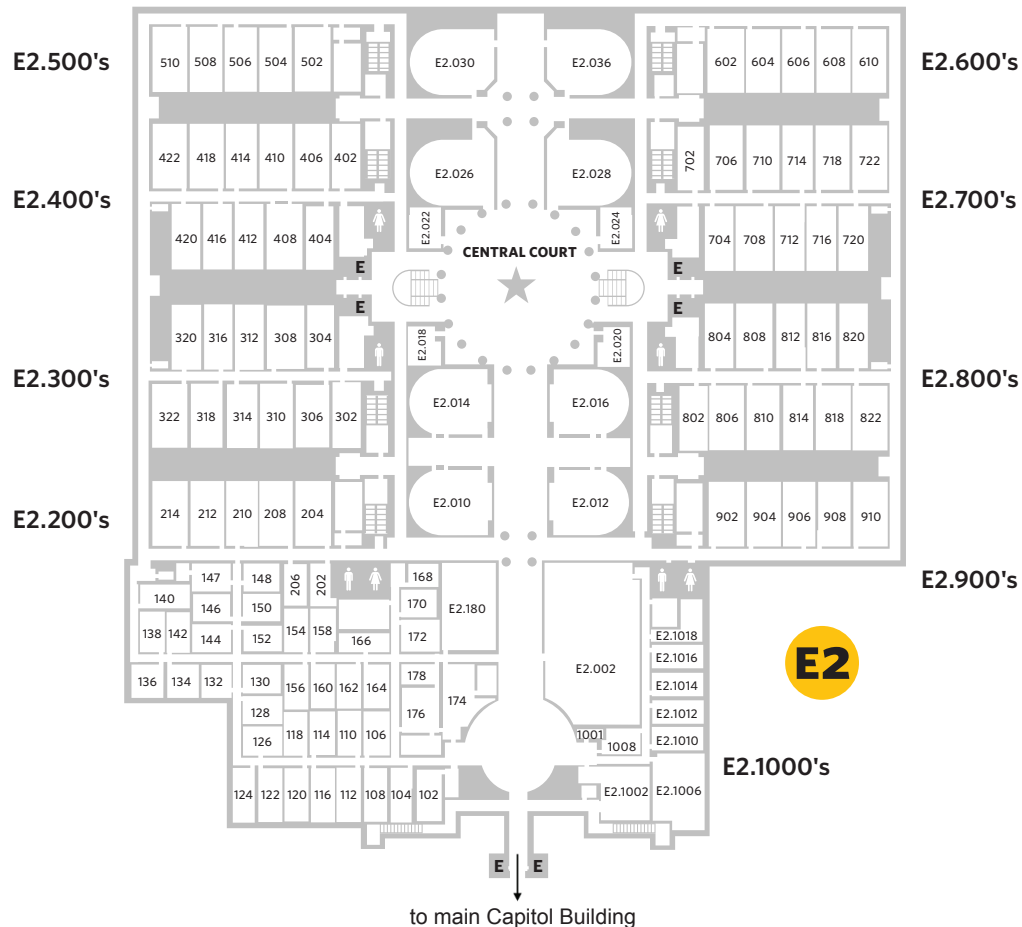 E2.500's
510 508 506 504 502
E2.030 E2.036
602 604 606 608 610
E2.600's
422 418 414 410 406 402
E2.026 E2.028
702 706 710 714 718 722
E2.400's
E2.700's
420 416 412 408 404
E2.022 E2.024
704 708 712 716 720
CENTRAL COURT
E E
E E
320 316 312 308 304
E2.018 E2.020
804 808 812 816 820
E2.300's
E2.800's
322 318 314 310 306 302
E2.014 E2.016
802 806 810 814 818 822
214 212 210 208 204
E2.010 E2.012
902 904 906 908 910
E2.200's
E2.900's
147 148 206 202 168
140 146 150 170 E2.180
138 142 144 152 154 158 166 172
E2.1018
E2.1016
E2
E2.002
136 134 132 130 156 160 162 164 178
E2.1014
128 176 174
E2.1012
126 118 114 110 106
1001 1008 E2.1010
E2.1000's
124 122 120 116 112 108 104 102
E2.1002 E2.1006
E E
to main Capitol Building